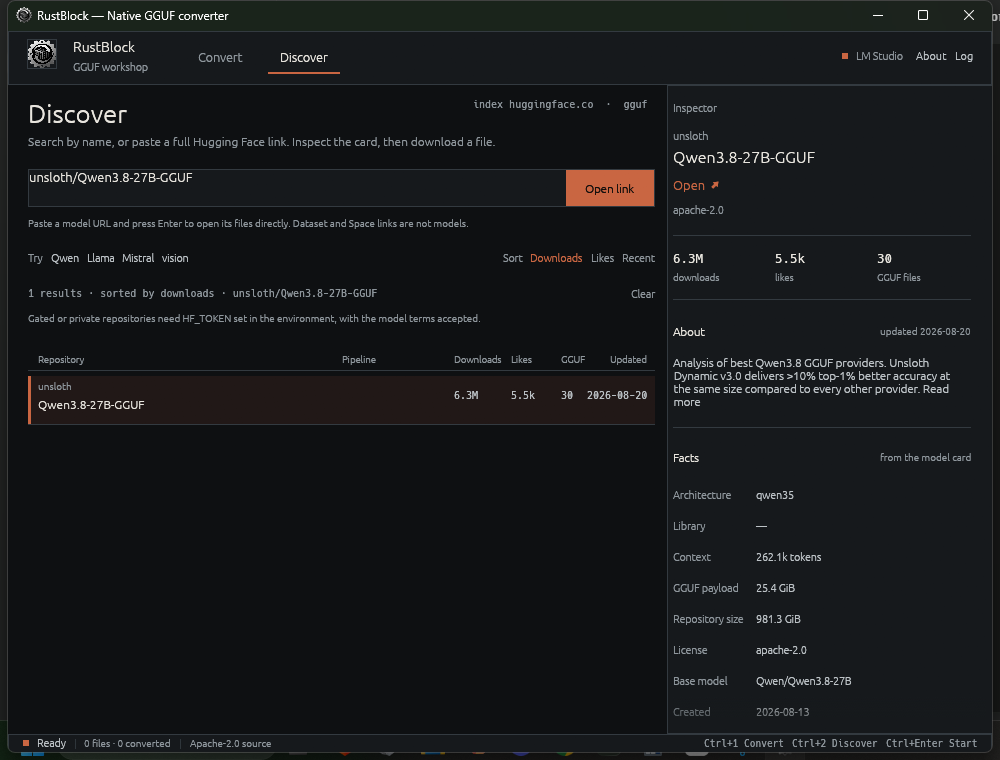 RustBlock — Native GGUF converter
RustBlock
GGUF workshop
Convert
Discover
LM Studio
About
Log
Discover
index huggingface.co · gguf
Search by name, or paste a full Hugging Face link. Inspect the card, then download a file.
unsloth/Qwen3.8-27B-GGUF
Open link
Paste a model URL and press Enter to open its files directly. Dataset and Space links are not models.
Try Qwen Llama Mistral vision
Sort Downloads Likes Recent
1 results · sorted by downloads · unsloth/Qwen3.8-27B-GGUF
Clear
Gated or private repositories need HF_TOKEN set in the environment, with the model terms accepted.
Repository Pipeline Downloads Likes GGUF Updated
unsloth
Qwen3.8-27B-GGUF
6.3M 5.5k 30 2026-08-20
Inspector
unsloth
Qwen3.8-27B-GGUF
Open
apache-2.0
6.3M 5.5k 30
downloads likes GGUF files
About updated 2026-08-20
Analysis of best Qwen3.8 GGUF providers. Unsloth
Dynamic v3.0 delivers >10% top-1% better accuracy at
the same size compared to every other provider. Read
more
Facts from the model card
Architecture qwen35
Library —
Context 262.1k tokens
GGUF payload 25.4 GiB
Repository size 981.3 GiB
License apache-2.0
Base model Qwen/Qwen3.8-27B
Created 2026-08-13
Ready 0 files · 0 converted Apache-2.0 source
Ctrl+1 Convert Ctrl+2 Discover Ctrl+Enter Start